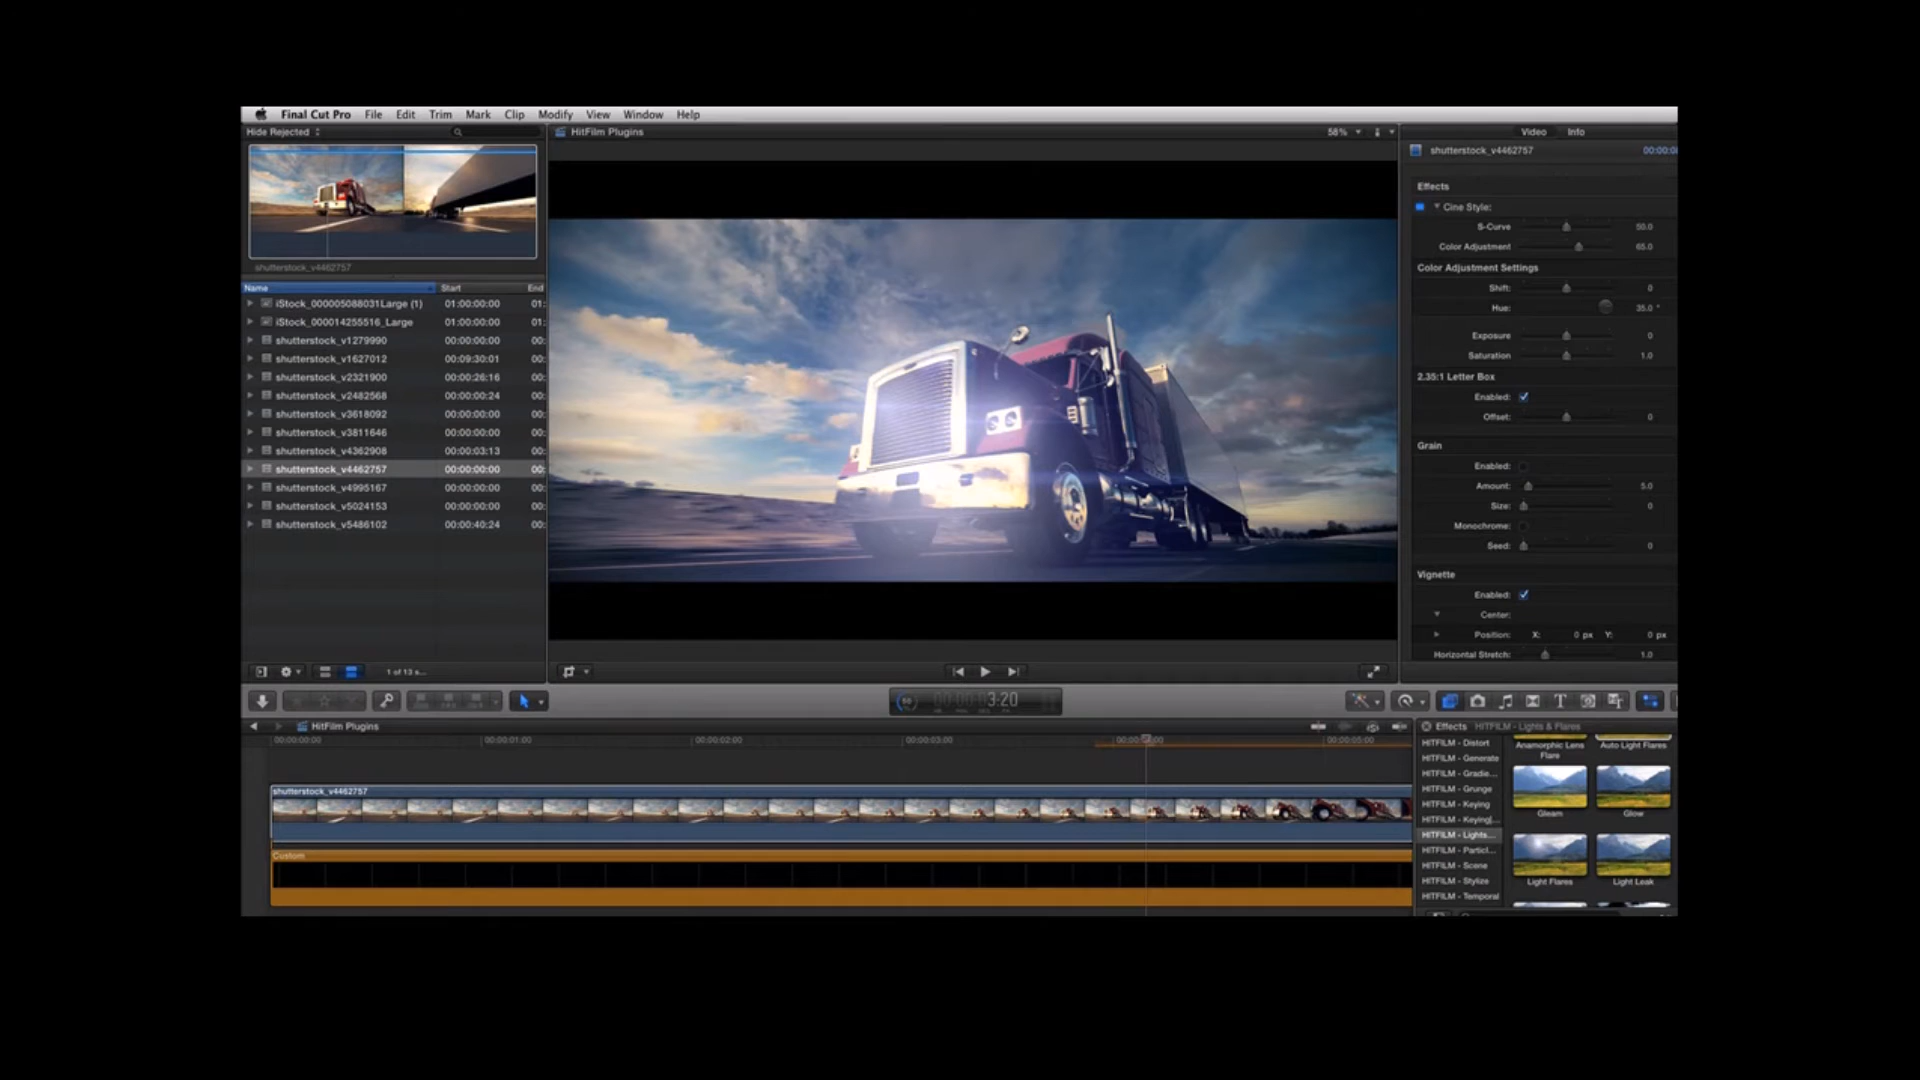 Final Cut Pro File Edit Trim Mark Clip Modify View Window Help
Hide Rejected
HitFilm Plugins
58%
Video Info
shutterstock_v4462757
shutterstock_v4462757
Name Start End
iStock_000005088031Large (1) 01:00:00:00 01:
iStock_000014255516_Large 01:00:00:00 01:
shutterstock_v1279990 00:00:00:00 00:
shutterstock_v1627012 00:09:30:01 00:
shutterstock_v2321900 00:00:26:16 00:
shutterstock_v2482568 00:00:00:24 00:
shutterstock_v3618092 00:00:00:00 00:
shutterstock_v3811646 00:00:00:00 00:
shutterstock_v4362908 00:00:03:13 00:
shutterstock_v4462757 00:00:00:00 00:
shutterstock_v4995167 00:00:00:00 00:
shutterstock_v5024153 00:00:00:00 00:
shutterstock_v5486102 00:00:40:24 00:
1 of 13 s...
Effects
Cine Style:
S-Curve 50.0
Color Adjustment 65.0
Color Adjustment Settings
Shift: 0
Hue: 35.0 °
Exposure 0
Saturation 1.0
2.35:1 Letter Box
Enabled:
Offset: 0
Grain
Enabled:
Amount: 5.0
Size: 0
Monochrome:
Seed: 0
Vignette
Enabled:
Center:
Position: X: 0 px Y: 0 px
Horizontal Stretch: 1.0
3:20
HitFilm Plugins
00:00:00:00 00:00:01:00 00:00:02:00 00:00:03:00 00:00:05:00
shutterstock_v4462757
Custom
Effects HITFILM - Lights & Flares
HITFILM - Distort
HITFILM - Generate
HITFILM - Gradie...
HITFILM - Grunge
HITFILM - Keying
HITFILM - Keying|...
HITFILM - Lights...
HITFILM - Particl...
HITFILM - Scene
HITFILM - Stylize
HITFILM - Temporal
Anamorphic Lens
Flare
Auto Light Flares
Gleam
Glow
Light Flares
Light Leak